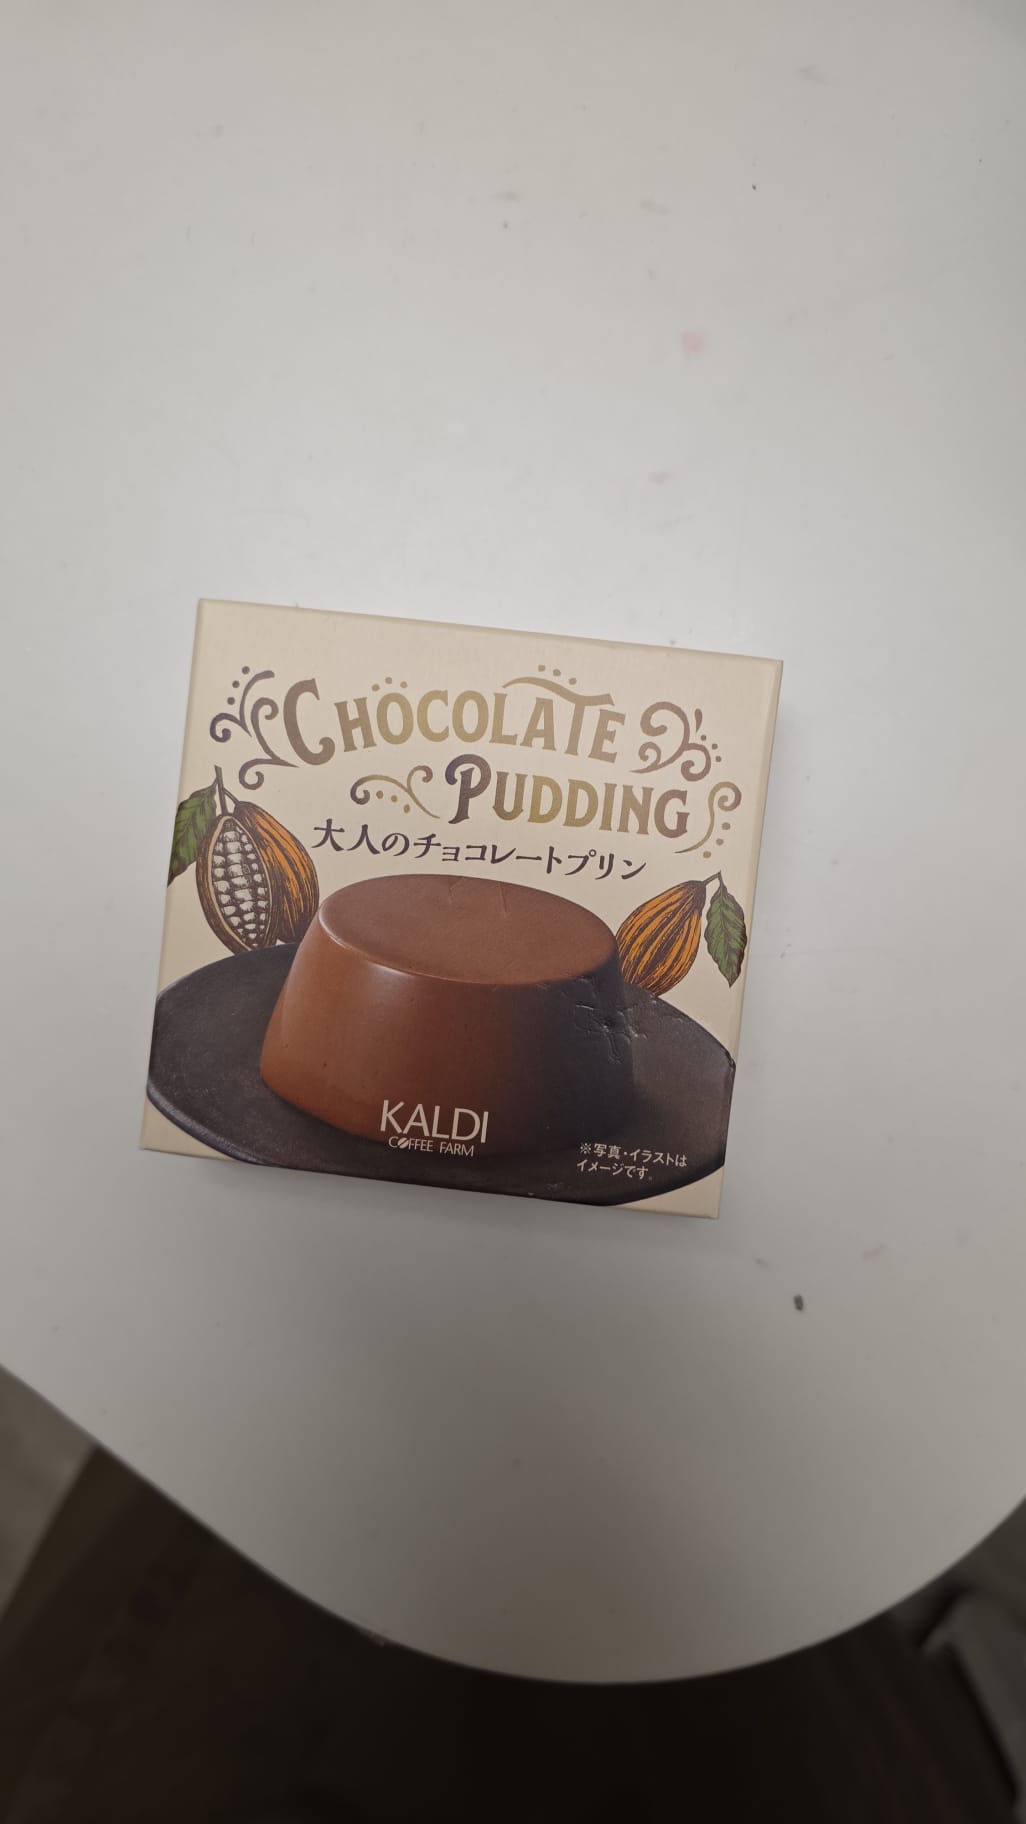 CHOCOLATE
PUDDING
大人のチョコレートプリン
KALDI
COFFEE FARM
※写真・イラストは
イメージです。